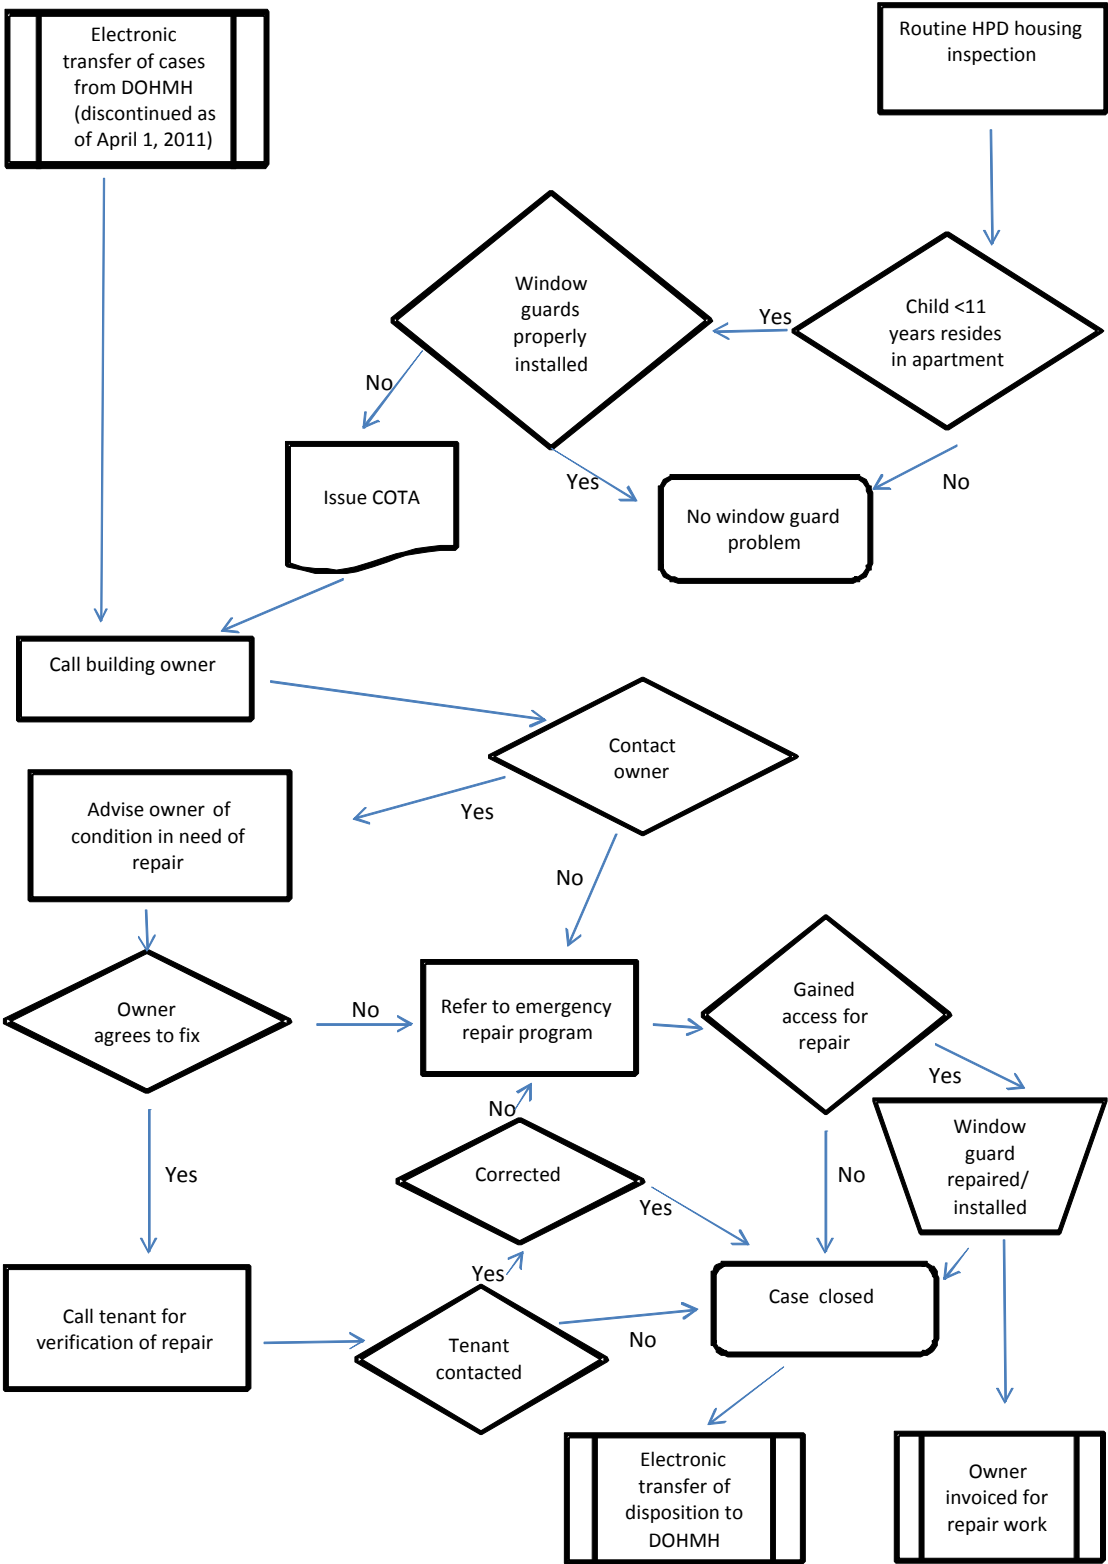 Electronic
transfer of cases
from DOHMH
(discontinued as
of April 1, 2011)
Routine HPD housing
inspection
Window
guards
properly
installed
Yes
Child <11
years resides
in apartment
No
Issue COTA
Yes
No window guard
problem
No
Call building owner
Contact
owner
Advise owner of
condition in need of
repair
Yes
No
Owner
agrees to fix
No
Refer to emergency
repair program
Gained
access for
repair
Yes
No
Window
guard
repaired/
installed
Yes
Corrected
Yes
No
Call tenant for
verification of repair
Yes
Tenant
contacted
No
Case closed
Electronic
transfer of
disposition to
DOHMH
Owner
invoiced for
repair work